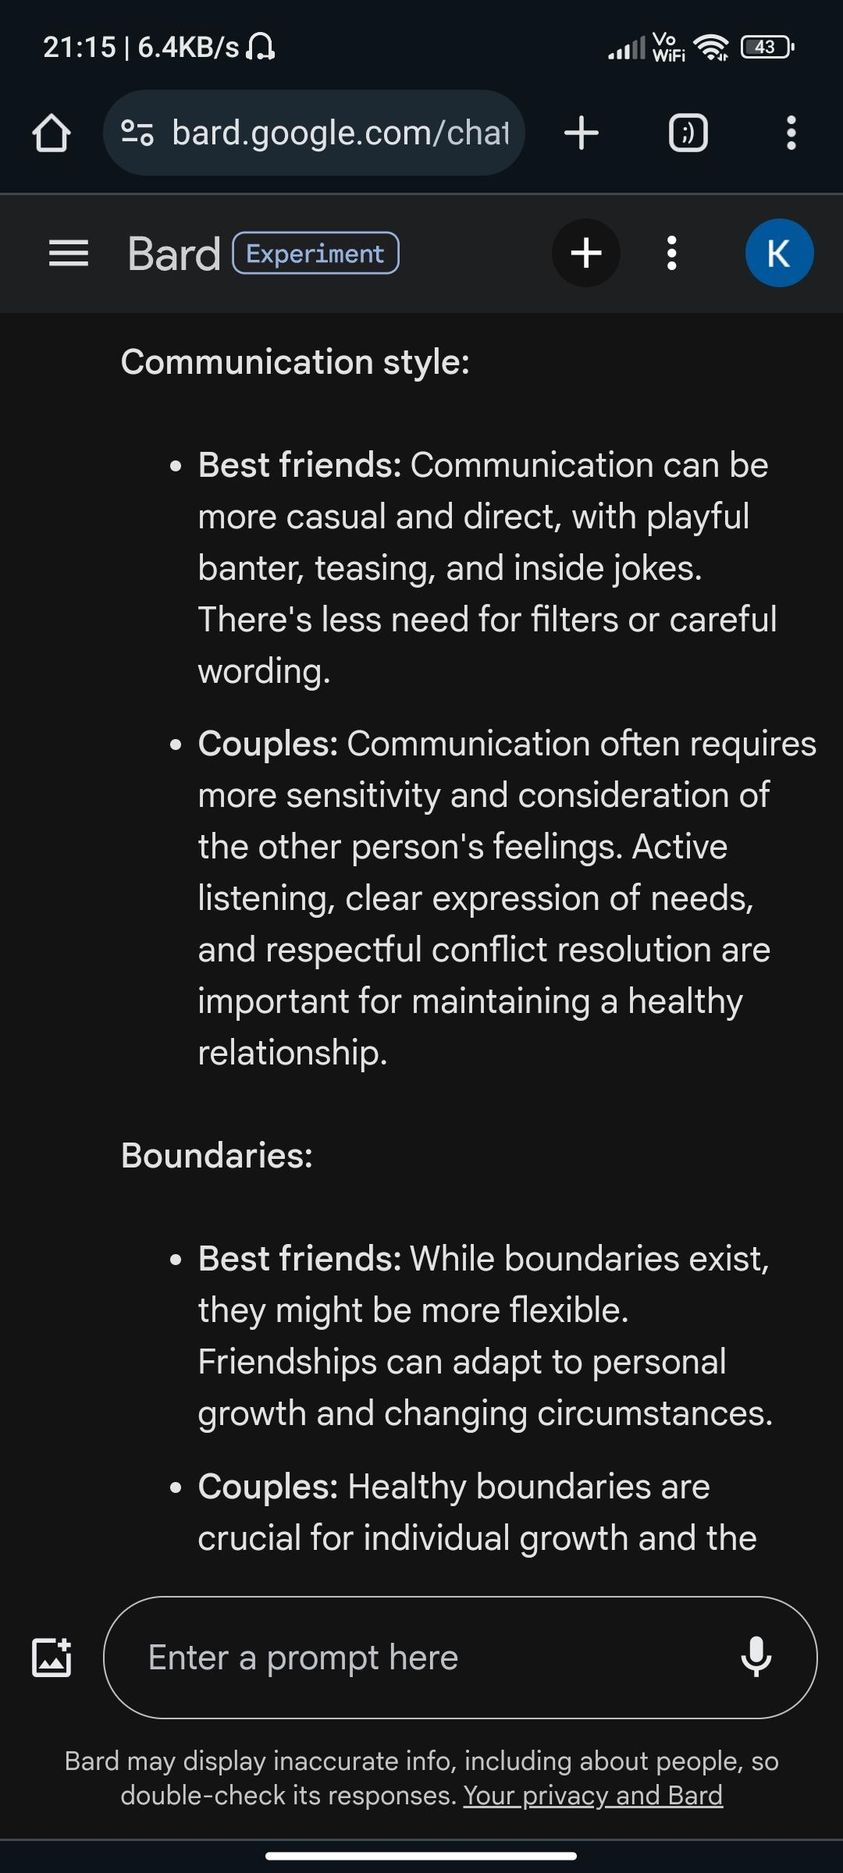 21:15 | 6.4KB/s
Vo
WiFi
43
bard.google.com/chat
;)
Bard Experiment
K
Communication style:
• Best friends: Communication can be
more casual and direct, with playful
banter, teasing, and inside jokes.
There's less need for filters or careful
wording.
• Couples: Communication often requires
more sensitivity and consideration of
the other person's feelings. Active
listening, clear expression of needs,
and respectful conflict resolution are
important for maintaining a healthy
relationship.
Boundaries:
• Best friends: While boundaries exist,
they might be more flexible.
Friendships can adapt to personal
growth and changing circumstances.
• Couples: Healthy boundaries are
crucial for individual growth and the
Enter a prompt here
Bard may display inaccurate info, including about people, so
double-check its responses. Your privacy and Bard